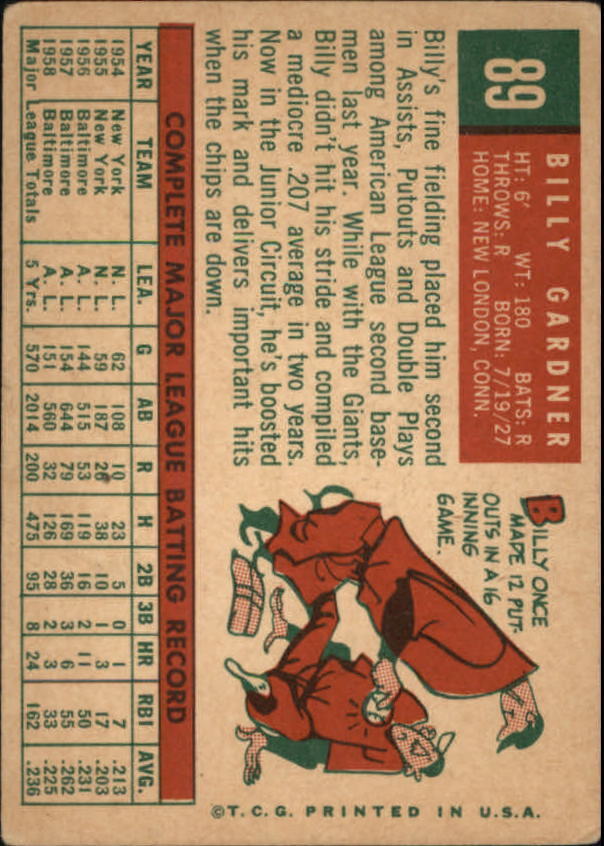 89
BILLY GARDNER
HT: 6' WT: 180 BATS: R
THROWS: R BORN: 7/19/27
HOME: NEW LONDON, CONN.
Billy's fine fielding placed him second
in Assists, Putouts and Double Plays
among American League second base-
men last year. While with the Giants,
Billy didn't hit his stride and compiled
a mediocre .207 average in two years.
Now in the Junior Circuit, he's boosted
his mark and delivers important hits
when the chips are down.
BILLY ONCE
MADE 12 PUT-
OUTS IN A 16
INNING
GAME.
COMPLETE MAJOR LEAGUE BATTING RECORD
YEAR TEAM LEA. G AB R H 2B 3B HR RBI AVG.
1954 New York N. L. 62 108 10 23 5 0 1 7 .213
1955 New York N. L. 59 187 26 38 10 1 3 17 .203
1956 Baltimore A. L. 144 515 53 119 16 2 11 50 .231
1957 Baltimore A. L. 154 644 79 169 36 3 6 55 .262
1958 Baltimore A. L. 151 560 32 126 28 2 3 33 .225
Major League Totals 5 Yrs. 570 2014 200 475 95 8 24 162 .236
©T.C.G. PRINTED IN U.S.A.